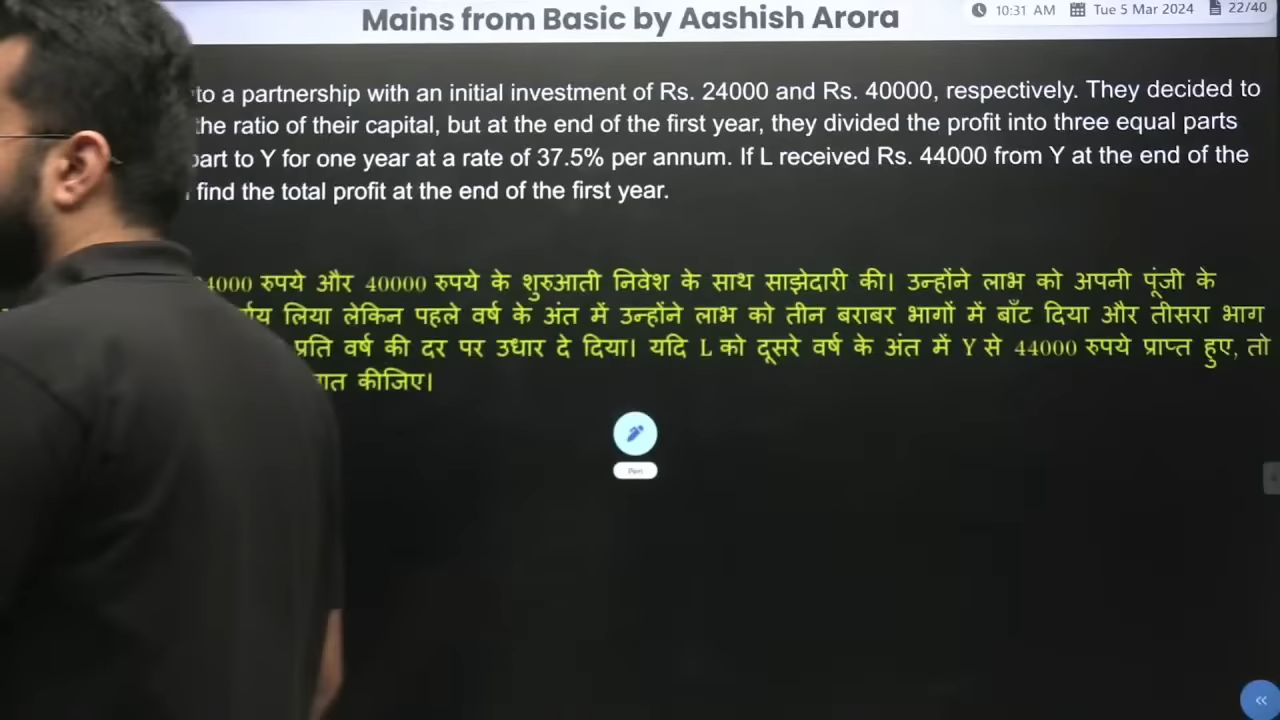 Mains from Basic by Aashish Arora
10:31 AM Tue 5 Mar 2024 22/40
to a partnership with an initial investment of Rs. 24000 and Rs. 40000, respectively. They decided to
the ratio of their capital, but at the end of the first year, they divided the profit into three equal parts
part to Y for one year at a rate of 37.5% per annum. If L received Rs. 44000 from Y at the end of the
find the total profit at the end of the first year.
रुपये और 40000 रुपये के शुरुआती निवेश के साथ साझेदारी की। उन्होंने लाभ को अपनी पूंजी के
लिया लेकिन पहले वर्ष के अंत में उन्होंने लाभ को तीन बराबर भागों में बाँट दिया और तीसरा भाग
प्रति वर्ष की दर पर उधार दे दिया। यदि L को दूसरे वर्ष के अंत में Y से 44000 रुपये प्राप्त हुए, तो
कीजिए।
Pen